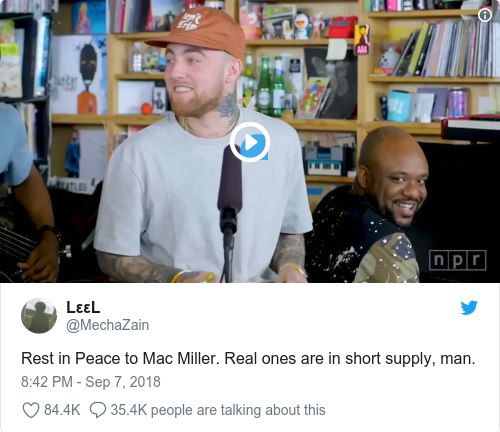 npr
LɛɛL
@MechaZain
Rest in Peace to Mac Miller. Real ones are in short supply, man.
8:42 PM - Sep 7, 2018
84.4K 35.4K people are talking about this